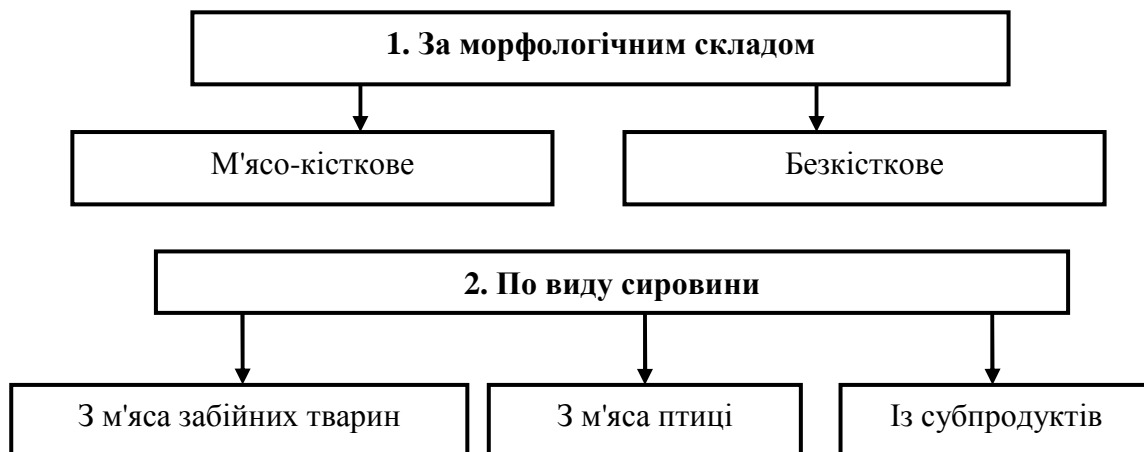 1. За морфологічним складом
М'ясо-кісткове
Безкісткове
2. По виду сировини
З м'яса забійних тварин
З м'яса птиці
Із субпродуктів